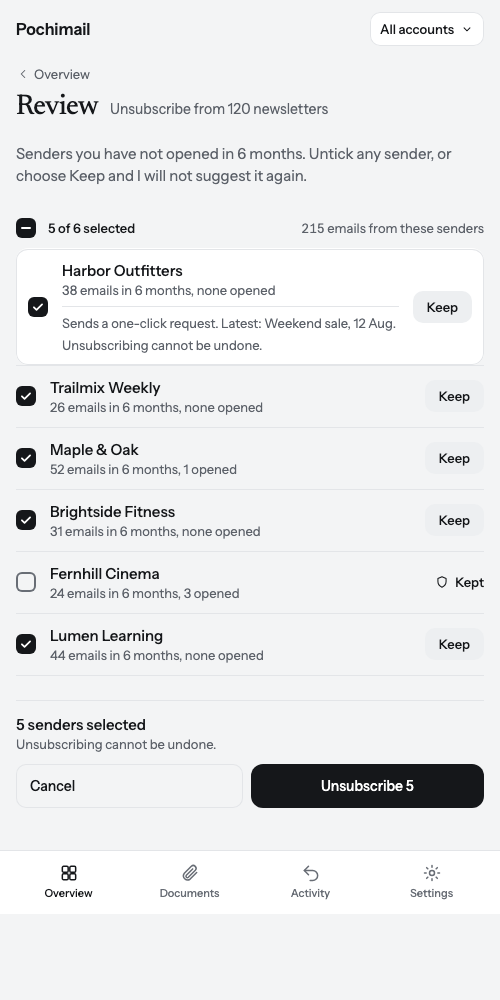 Pochimail
All accounts
Overview
Review
Unsubscribe from 120 newsletters
Senders you have not opened in 6 months. Untick any sender, or
choose Keep and I will not suggest it again.
5 of 6 selected
215 emails from these senders
Harbor Outfitters
38 emails in 6 months, none opened
Sends a one-click request. Latest: Weekend sale, 12 Aug.
Unsubscribing cannot be undone.
Keep
Trailmix Weekly
26 emails in 6 months, none opened
Keep
Maple & Oak
52 emails in 6 months, 1 opened
Keep
Brightside Fitness
31 emails in 6 months, none opened
Keep
Fernhill Cinema
24 emails in 6 months, 3 opened
Kept
Lumen Learning
44 emails in 6 months, none opened
Keep
5 senders selected
Unsubscribing cannot be undone.
Cancel
Unsubscribe 5
Overview
Documents
Activity
Settings